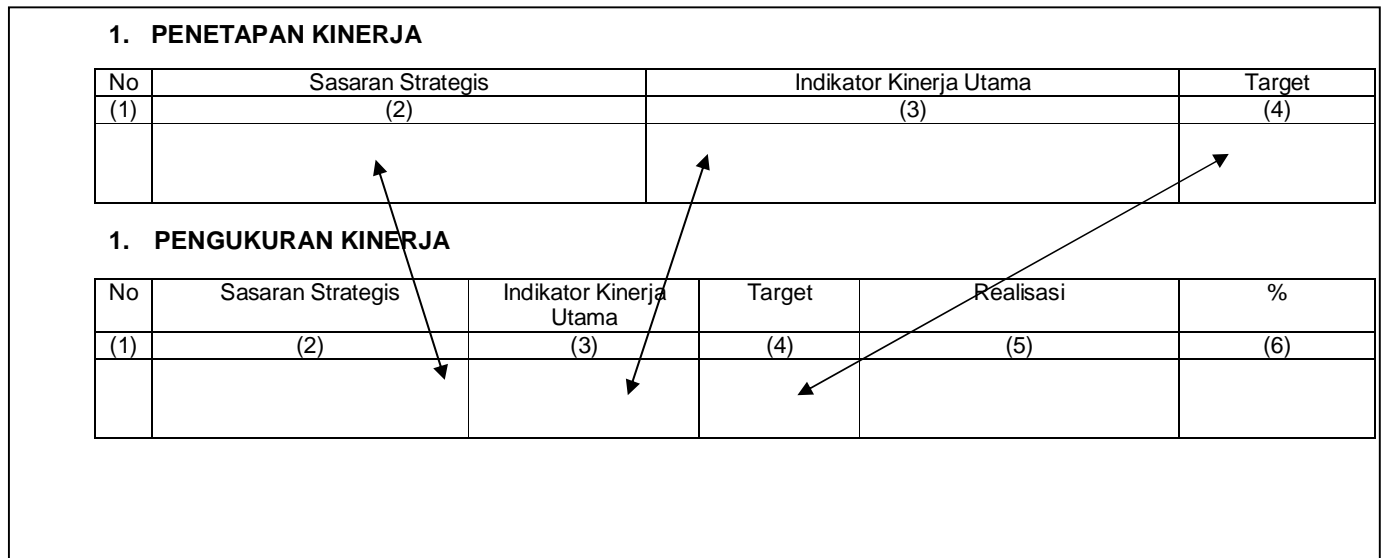 1. PENETAPAN KINERJA
No Sasaran Strategis Indikator Kinerja Utama Target
(1) (2) (3) (4)
1. PENGUKURAN KINERJA
No Sasaran Strategis Indikator Kinerja Utama Target Realisasi %
(1) (2) (3) (4) (5) (6)